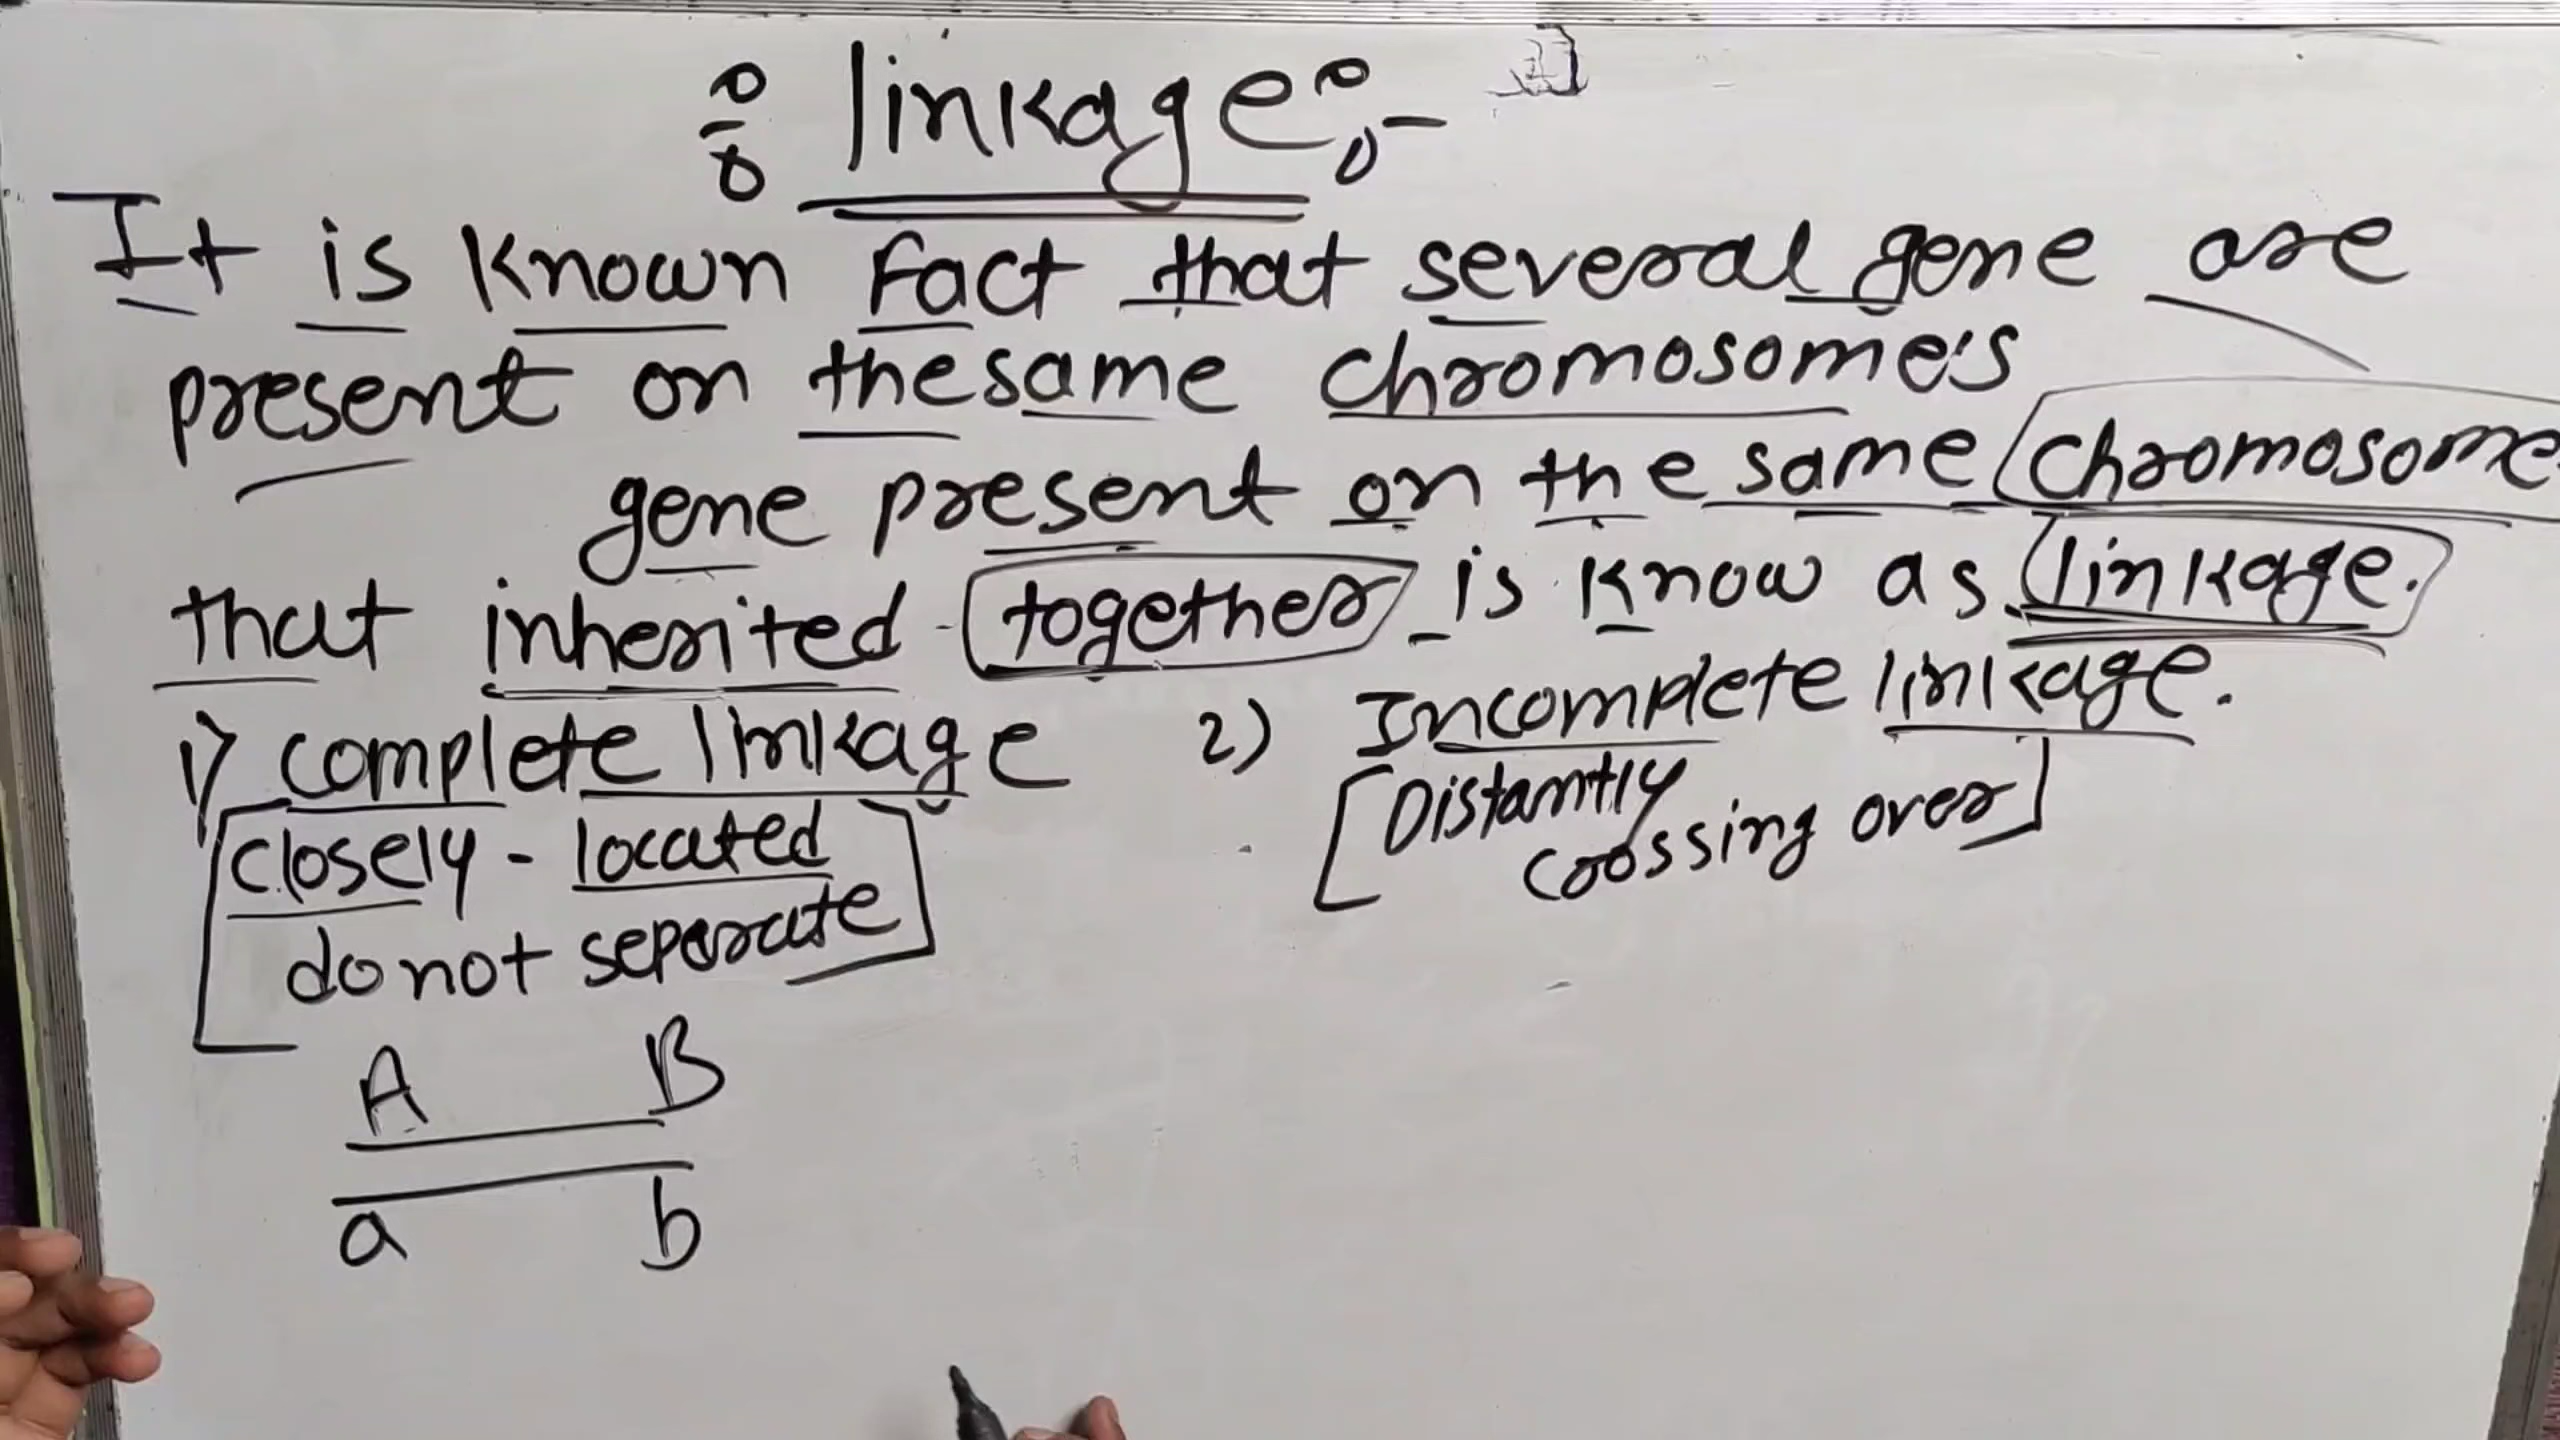 :- linkage :-
It is known fact that several gene are
present on the same chromosome's
gene present on the same chromosome
that inherited together is know as linkage.
1) complete linkage
[closely - located
do not separate]
2) Incomplete linkage.
[Distantly
crossing over]
A B
a b